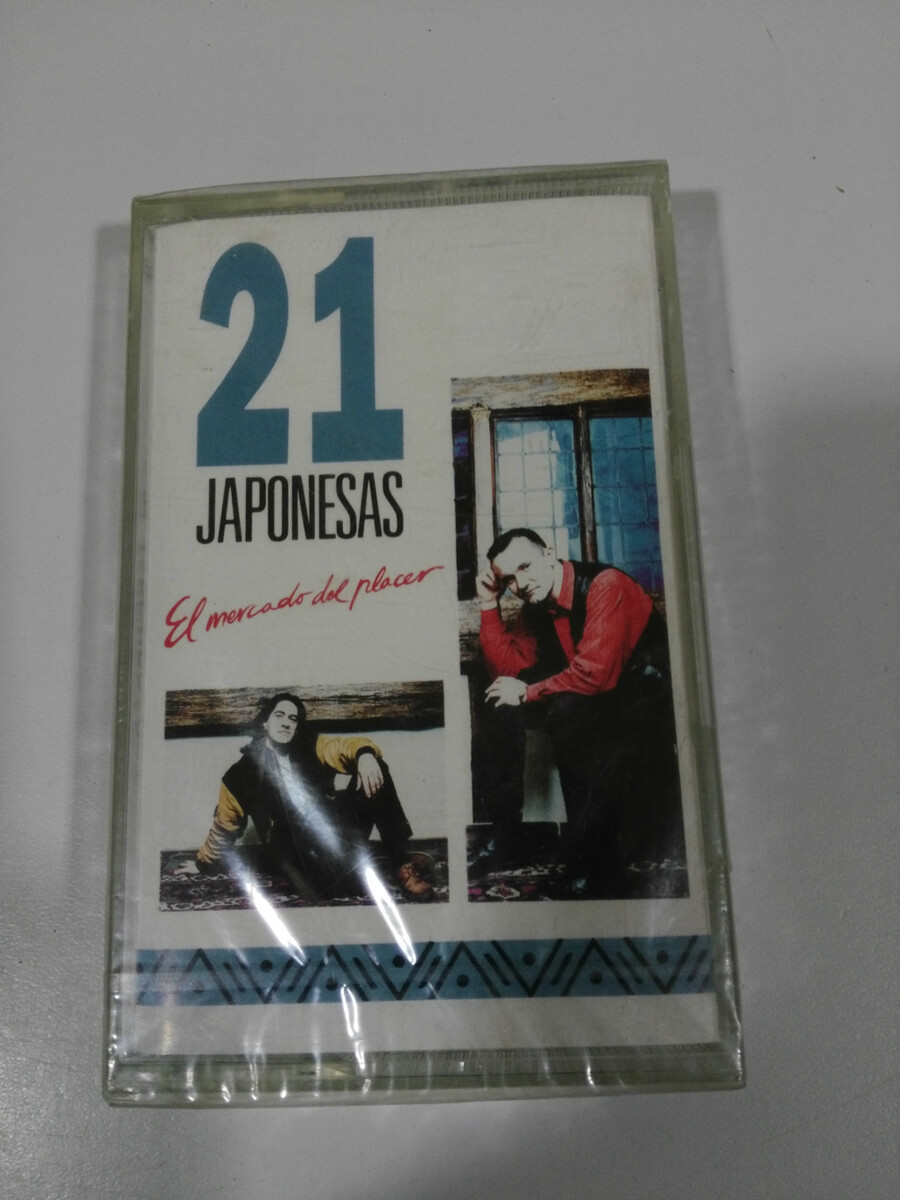 21
JAPONESAS
El mercado del placer